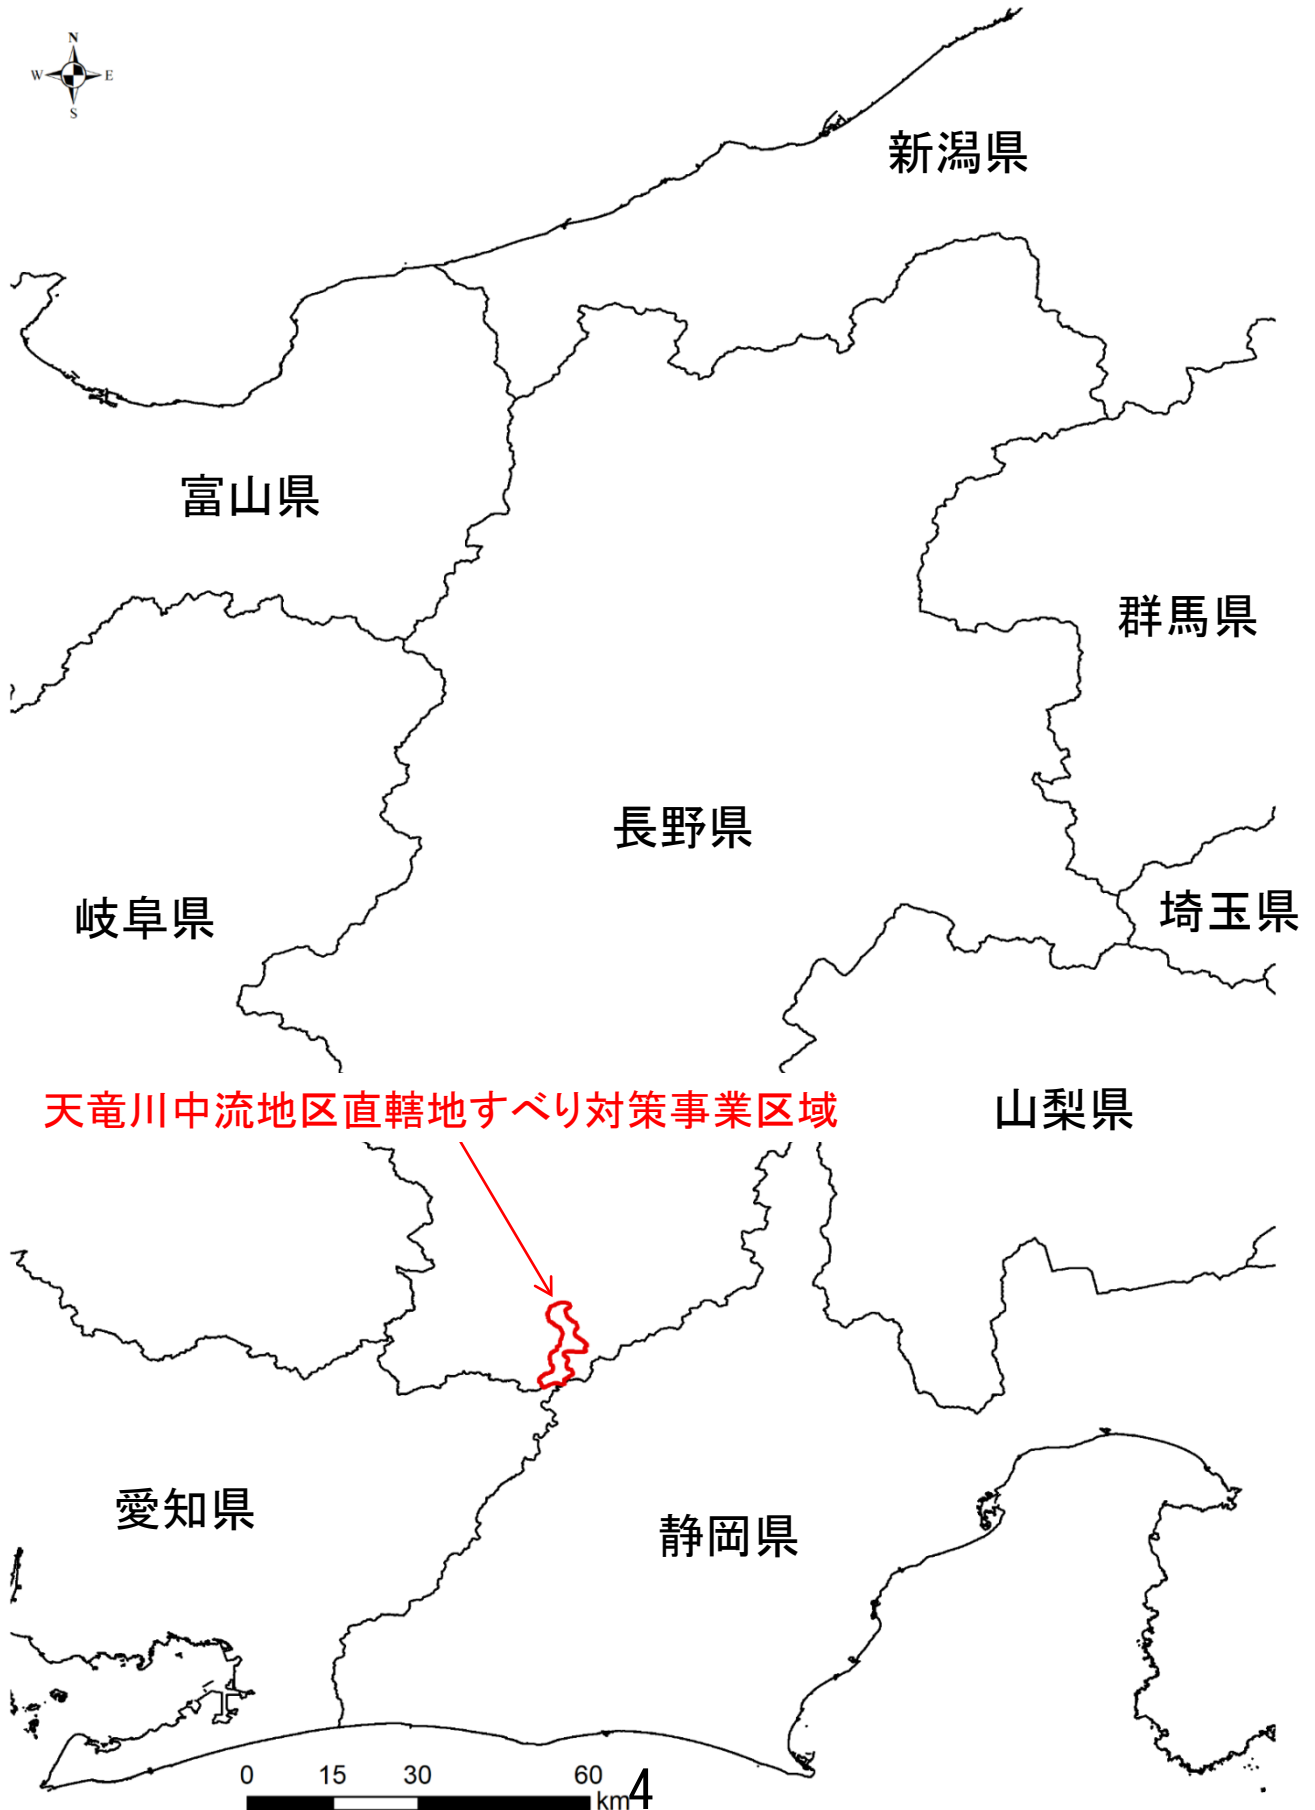 N
W E
S
新潟県
富山県
群馬県
長野県
岐阜県
埼玉県
天竜川中流地区直轄地すべり対策事業区域
山梨県
愛知県
静岡県
0 15 30 60
km
4